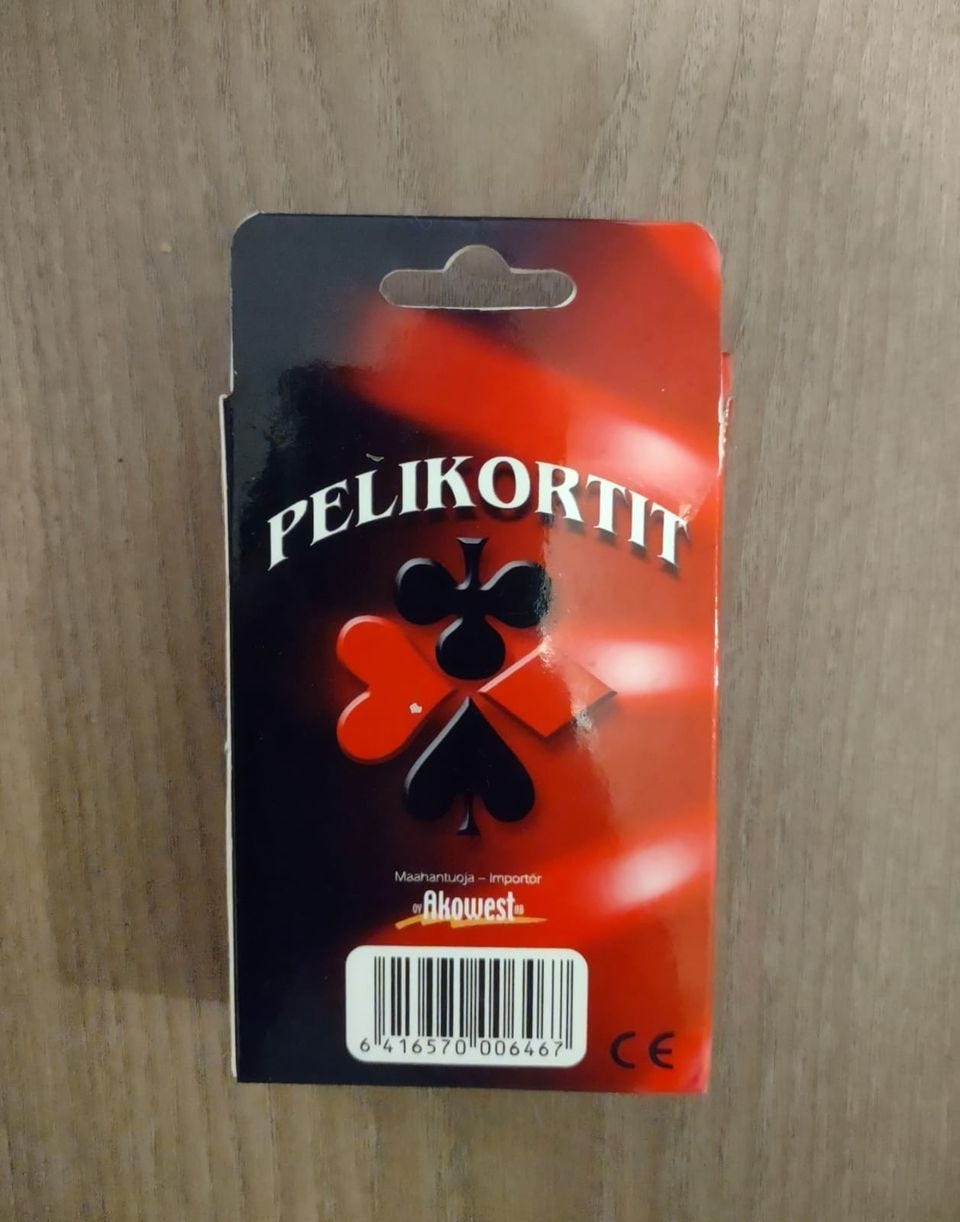 PELIKORTIT
Maahantuoja – Importör
OY Akowest AB
6 416570 006467
CE